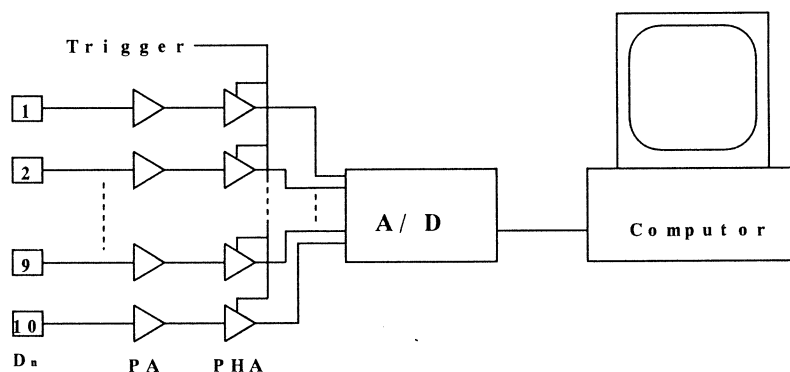 Trigger
1
2
A/D
Computor
9
10
Dn
PA
PHA